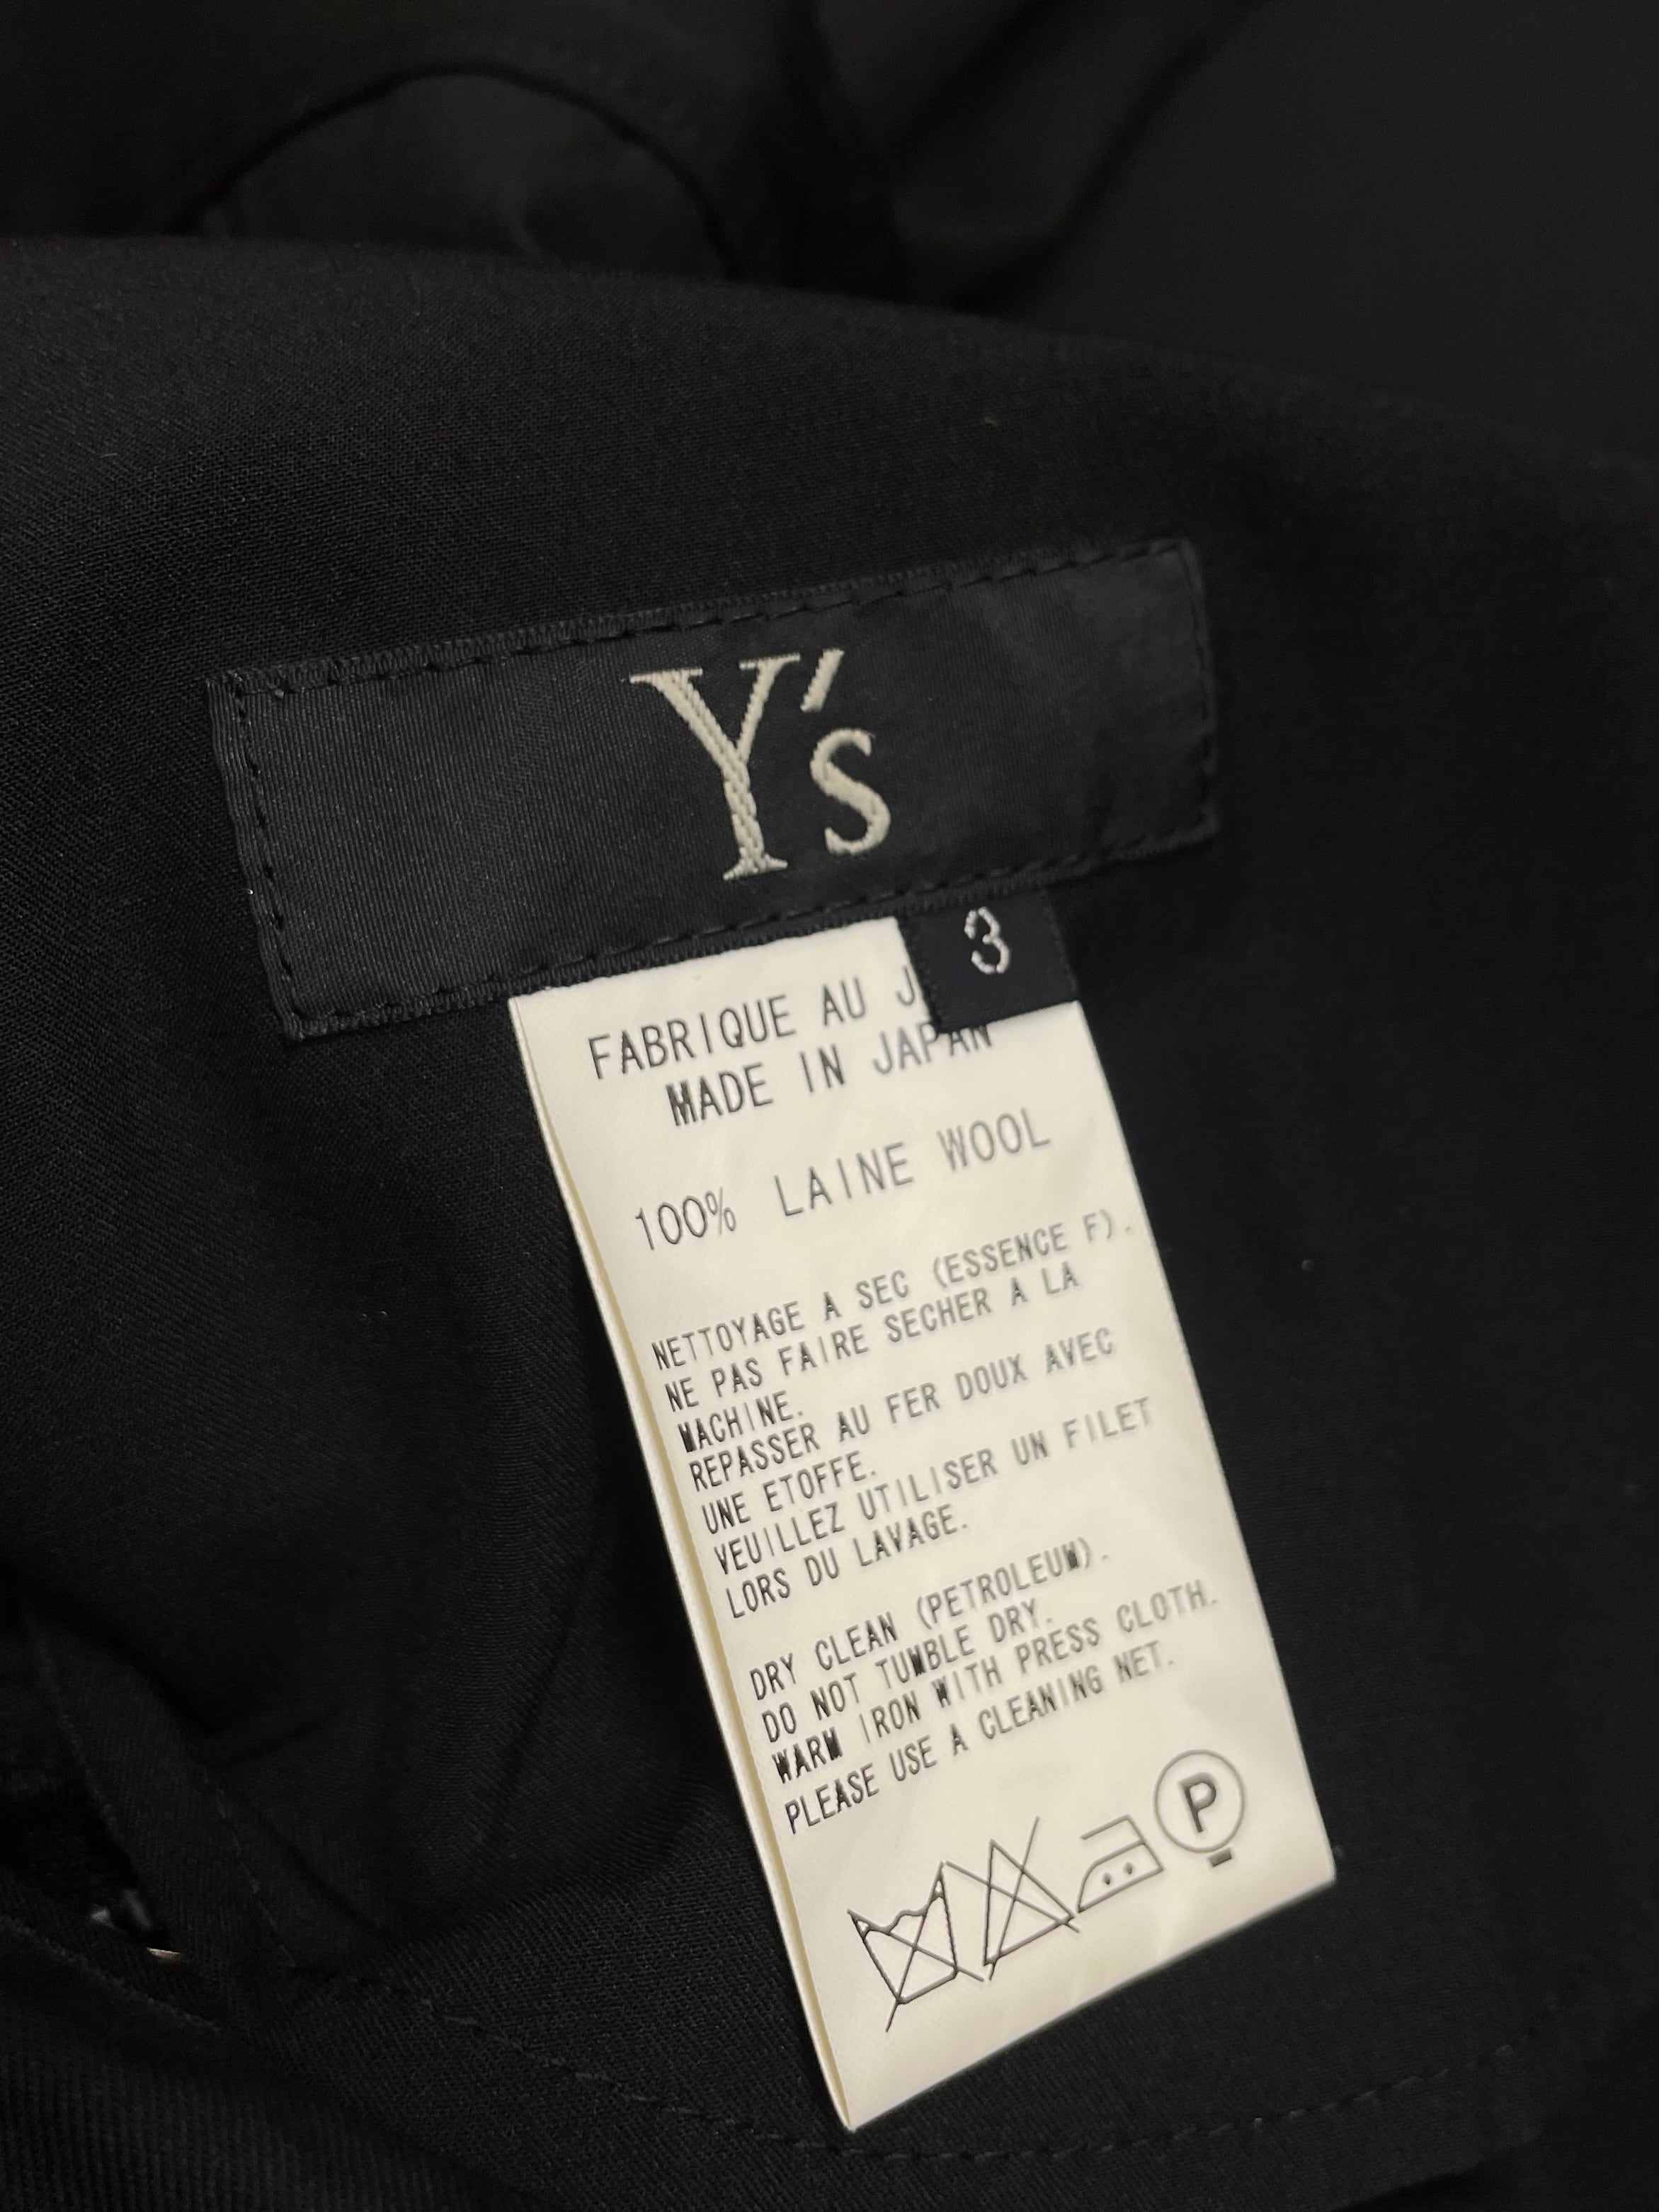 Y's
3
FABRIQUE AU
MADE IN JAPAN
100% LAINE WOOL
NETTOYAGE A SEC (ESSENCE F).
NE PAS FAIRE SECHER A LA
MACHINE.
REPASSER AU FER DOUX AVEC
UNE ETOFFE.
VEUILLEZ UTILISER UN FILET
LORS DU LAVAGE.
DRY CLEAN (PETROLEUM).
DO NOT TUMBLE DRY.
WARM IRON WITH PRESS CLOTH.
PLEASE USE A CLEANING NET.
P